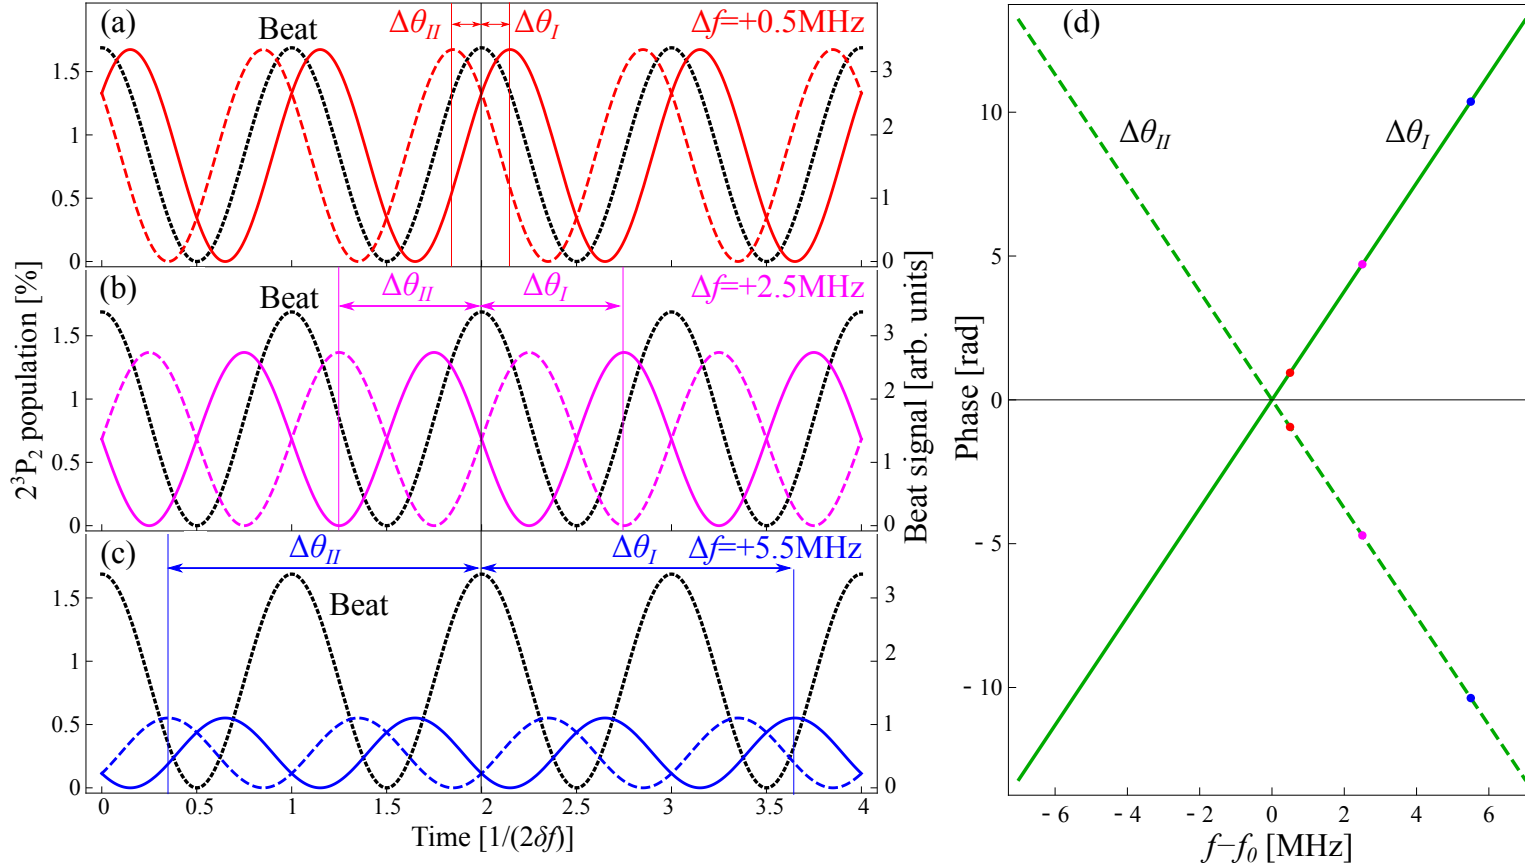 (a)
Beat
Δθ_II
Δθ_I
Δf=+0.5MHz
1.5
1
0.5
0
3
2
1
0
(b)
Beat
Δθ_II
Δθ_I
Δf=+2.5MHz
1.5
1
0.5
0
3
2
1
0
(c)
Beat
Δθ_II
Δθ_I
Δf=+5.5MHz
1.5
1
0.5
0
3
2
1
0
0 0.5 1 1.5 2 2.5 3 3.5 4
Time [1/(2δf)]
2³P₂ population [%]
Beat signal [arb. units]
(d)
Δθ_II
Δθ_I
10
5
0
- 5
- 10
- 6 - 4 - 2 0 2 4 6
f−f₀ [MHz]
Phase [rad]